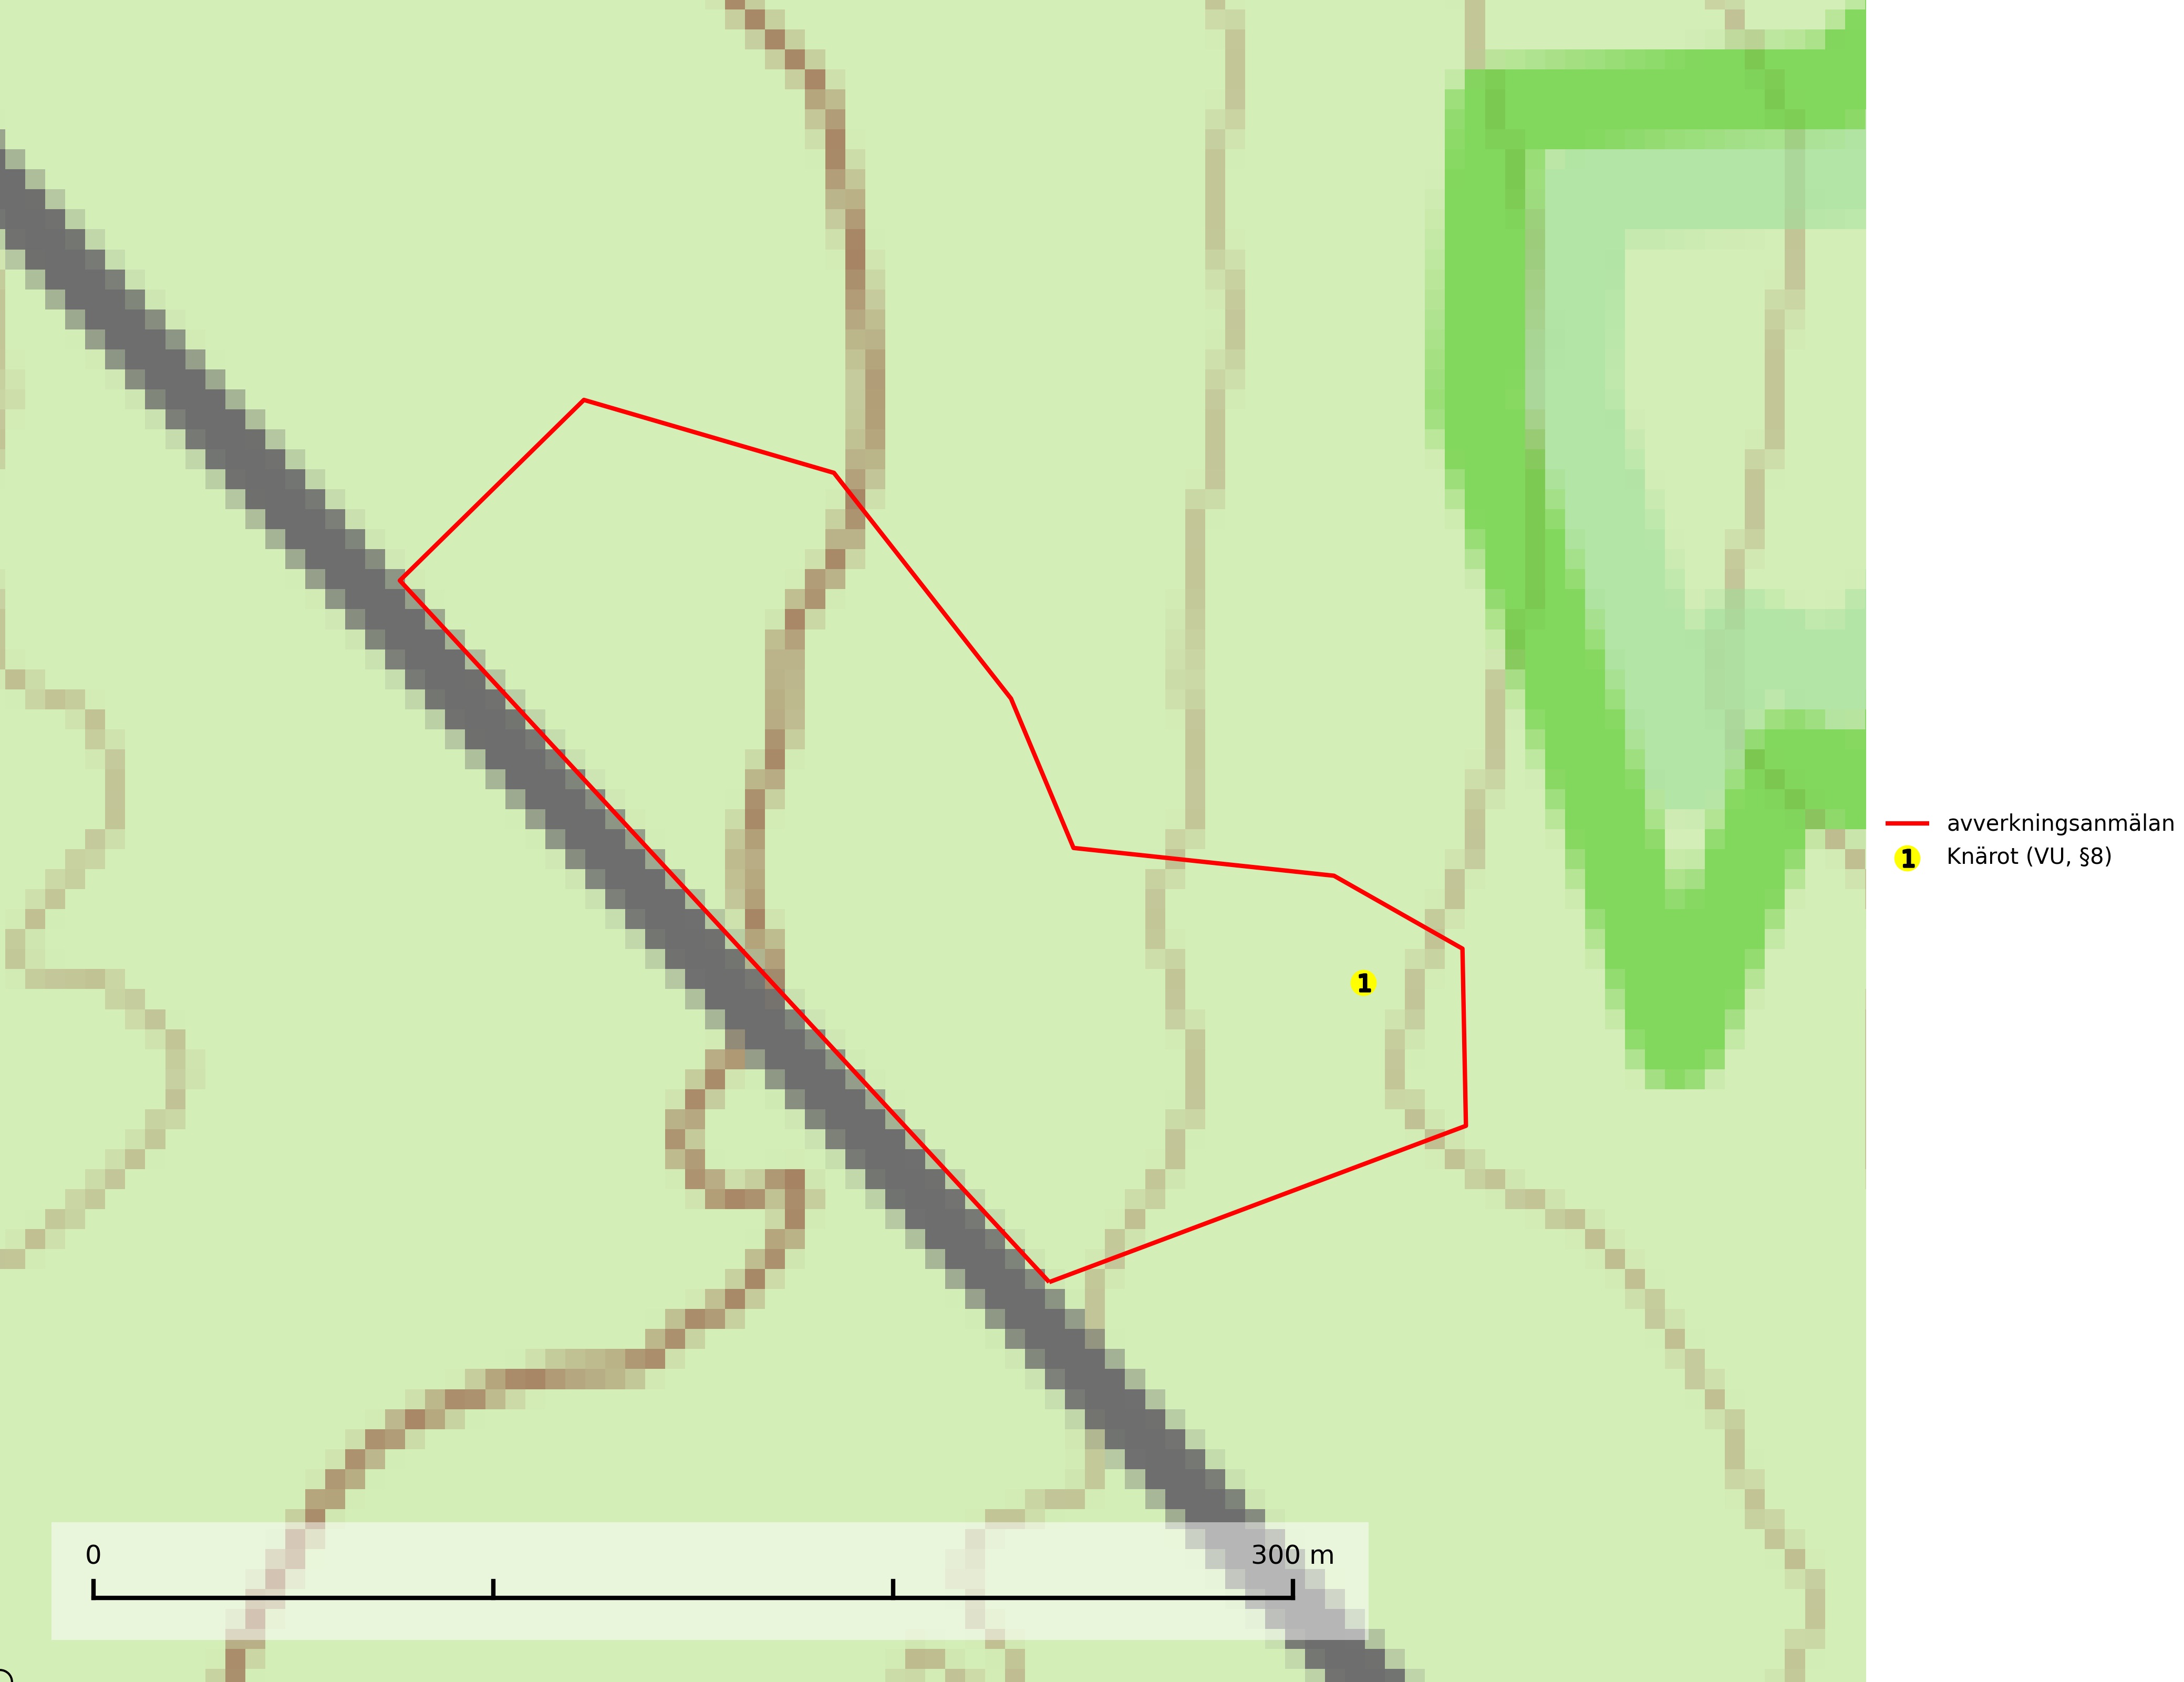 avverkningsanmälan
1 Knärot (VU, §8)
1
0 300 m